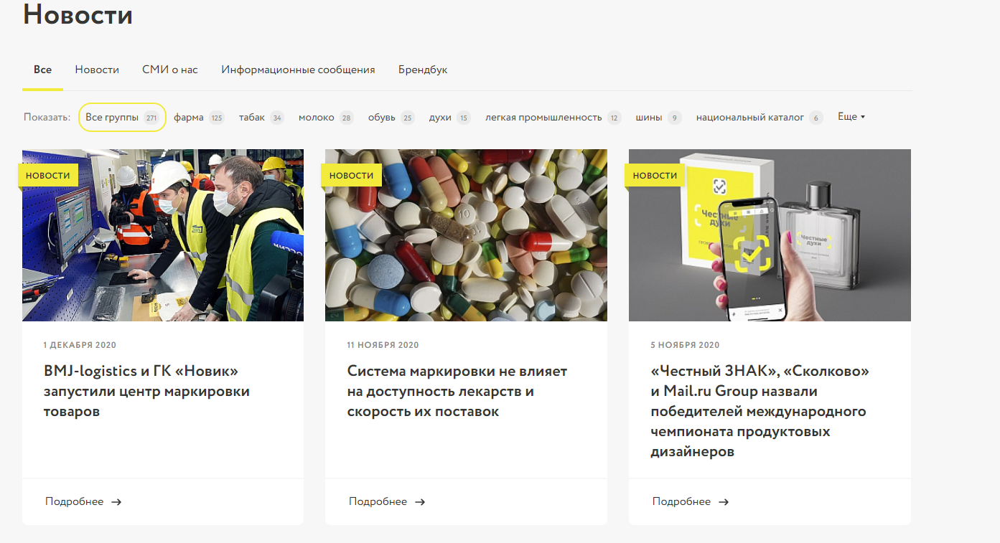 Новости
Все Новости СМИ о нас Информационные сообщения Брендбук
Показать: Все группы 271 фарма 125 табак 34 молоко 28 обувь 25 духи 15 легкая промышленность 12 шины 9 национальный каталог 6 Еще
НОВОСТИ
НОВОСТИ
НОВОСТИ
10
Честные
духи
Честные
духи
1 ДЕКАБРЯ 2020
BMJ-logistics и ГК «Новик»
запустили центр маркировки
товаров
Подробнее →
11 НОЯБРЯ 2020
Система маркировки не влияет
на доступность лекарств и
скорость их поставок
Подробнее →
5 НОЯБРЯ 2020
«Честный ЗНАК», «Сколково»
и Mail.ru Group назвали
победителей международного
чемпионата продуктовых
дизайнеров
Подробнее →